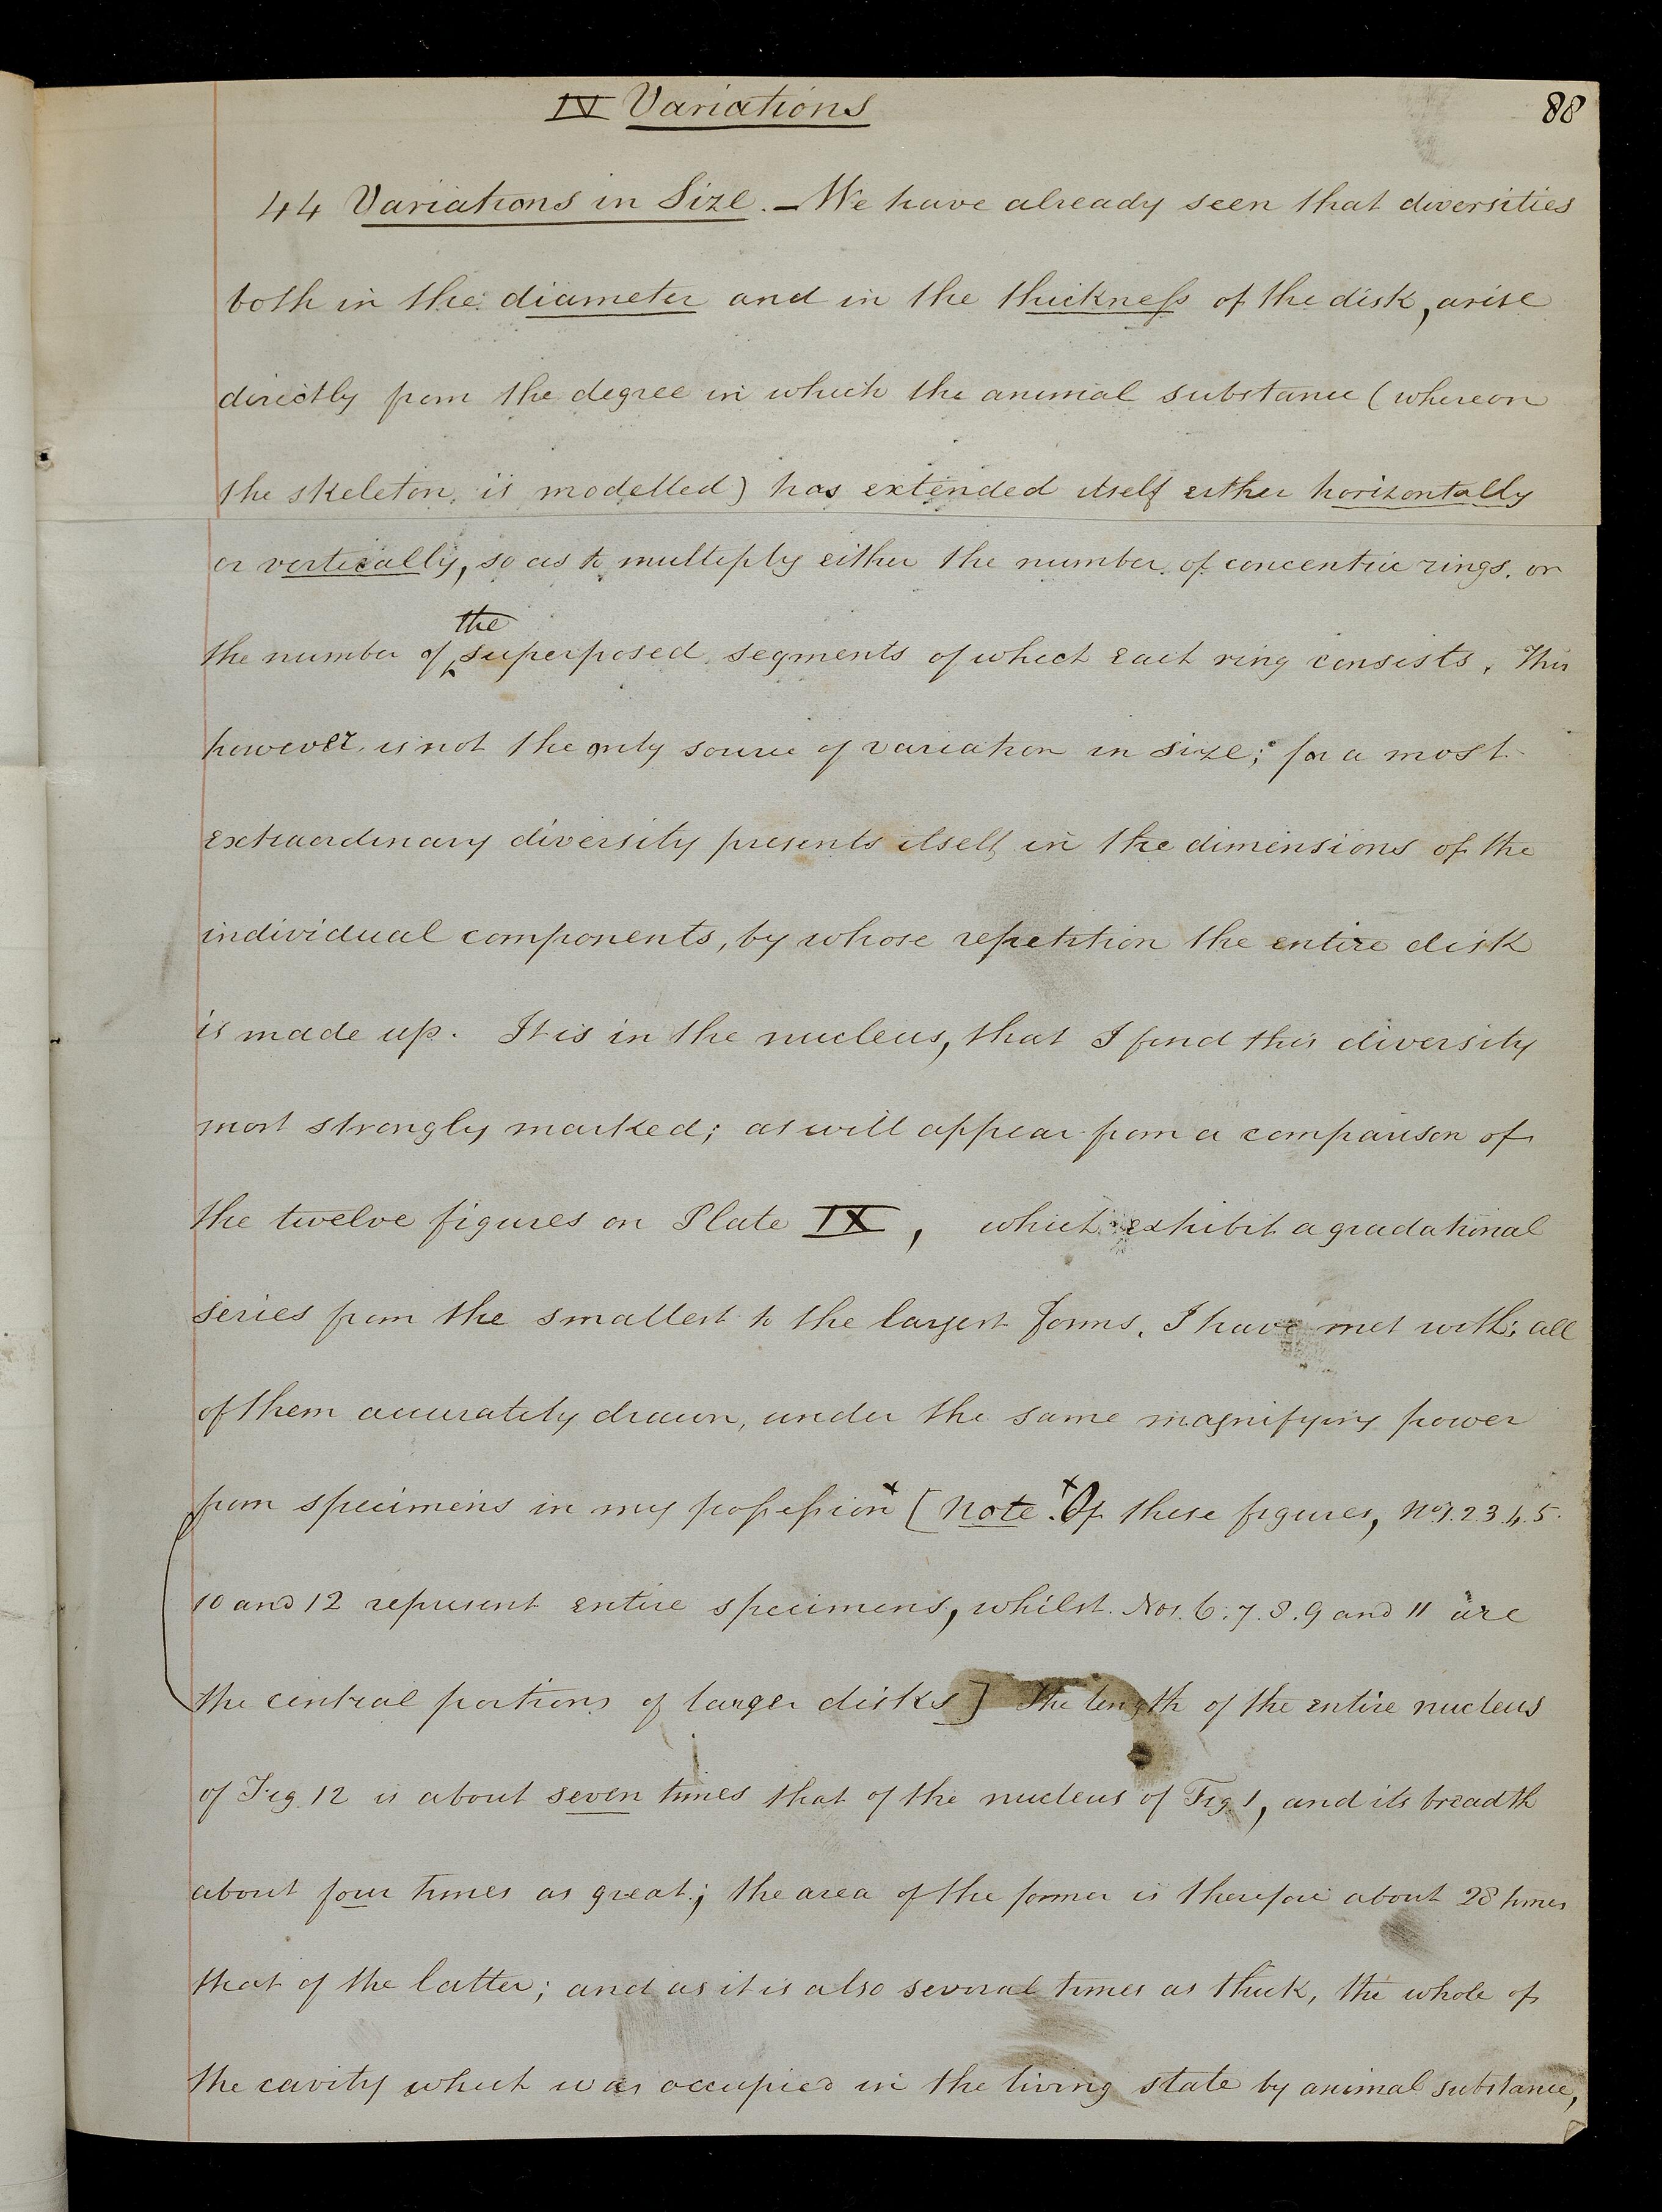 IV Variations
88
44 Variations in Size. – We have already seen that diversities
both in the diameter and in the thickneſs of the disk, arise
directly from the degree in which the animal substance (whereon
the skeleton, is modelled) has extended itself either horizontally
or vertically, so as to multiply either the number of concentric rings, or
the
the number of superposed segments of which each ring consists. This
however, is not the only source of variation in size; for a most
extraordinary diversity presents itself in the dimensions of the
individual components, by whose repetition the entire disk
is made up. It is in the nucleus, that I find this diversity
most strongly marked; as will appear from a comparison of
the twelve figures on Plate IX, which exhibit a gradational
series from the smallest to the largest forms, I have met with; all
of them accurately drawn, under the same magnifying power
from specimens in my poſseſsion x [Note. x Of these figures, Nos 1. 2. 3. 4. 5.
10 and 12 represent entire specimens, whilst Nos. 6. 7. 8. 9 and 11 are
the central portions of larger disks] The length of the entire nucleus
of Fig. 12 is about seven times that of the nucleus of Fig. 1, and its breadth
about four times as great; the area of the former is therefore about 28 times
that of the latter; and as it is also several times as thick, the whole of
the cavity which was occupied in the living state by animal substance,